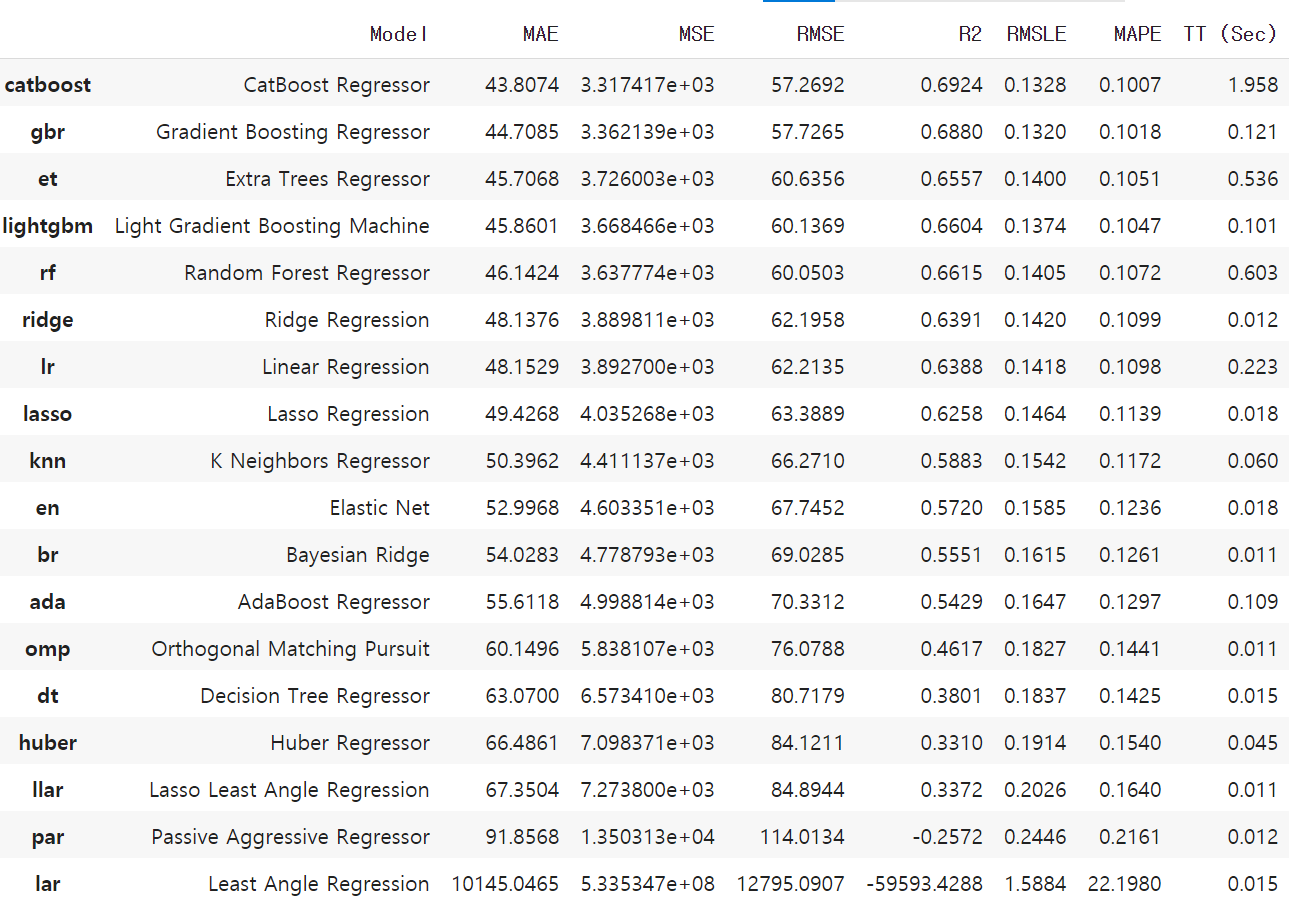 Model MAE MSE RMSE R2 RMSLE MAPE TT (Sec)
catboost CatBoost Regressor 43.8074 3.317417e+03 57.2692 0.6924 0.1328 0.1007 1.958
gbr Gradient Boosting Regressor 44.7085 3.362139e+03 57.7265 0.6880 0.1320 0.1018 0.121
et Extra Trees Regressor 45.7068 3.726003e+03 60.6356 0.6557 0.1400 0.1051 0.536
lightgbm Light Gradient Boosting Machine 45.8601 3.668466e+03 60.1369 0.6604 0.1374 0.1047 0.101
rf Random Forest Regressor 46.1424 3.637774e+03 60.0503 0.6615 0.1405 0.1072 0.603
ridge Ridge Regression 48.1376 3.889811e+03 62.1958 0.6391 0.1420 0.1099 0.012
lr Linear Regression 48.1529 3.892700e+03 62.2135 0.6388 0.1418 0.1098 0.223
lasso Lasso Regression 49.4268 4.035268e+03 63.3889 0.6258 0.1464 0.1139 0.018
knn K Neighbors Regressor 50.3962 4.411137e+03 66.2710 0.5883 0.1542 0.1172 0.060
en Elastic Net 52.9968 4.603351e+03 67.7452 0.5720 0.1585 0.1236 0.018
br Bayesian Ridge 54.0283 4.778793e+03 69.0285 0.5551 0.1615 0.1261 0.011
ada AdaBoost Regressor 55.6118 4.998814e+03 70.3312 0.5429 0.1647 0.1297 0.109
omp Orthogonal Matching Pursuit 60.1496 5.838107e+03 76.0788 0.4617 0.1827 0.1441 0.011
dt Decision Tree Regressor 63.0700 6.573410e+03 80.7179 0.3801 0.1837 0.1425 0.015
huber Huber Regressor 66.4861 7.098371e+03 84.1211 0.3310 0.1914 0.1540 0.045
llar Lasso Least Angle Regression 67.3504 7.273800e+03 84.8944 0.3372 0.2026 0.1640 0.011
par Passive Aggressive Regressor 91.8568 1.350313e+04 114.0134 -0.2572 0.2446 0.2161 0.012
lar Least Angle Regression 10145.0465 5.335347e+08 12795.0907 -59593.4288 1.5884 22.1980 0.015